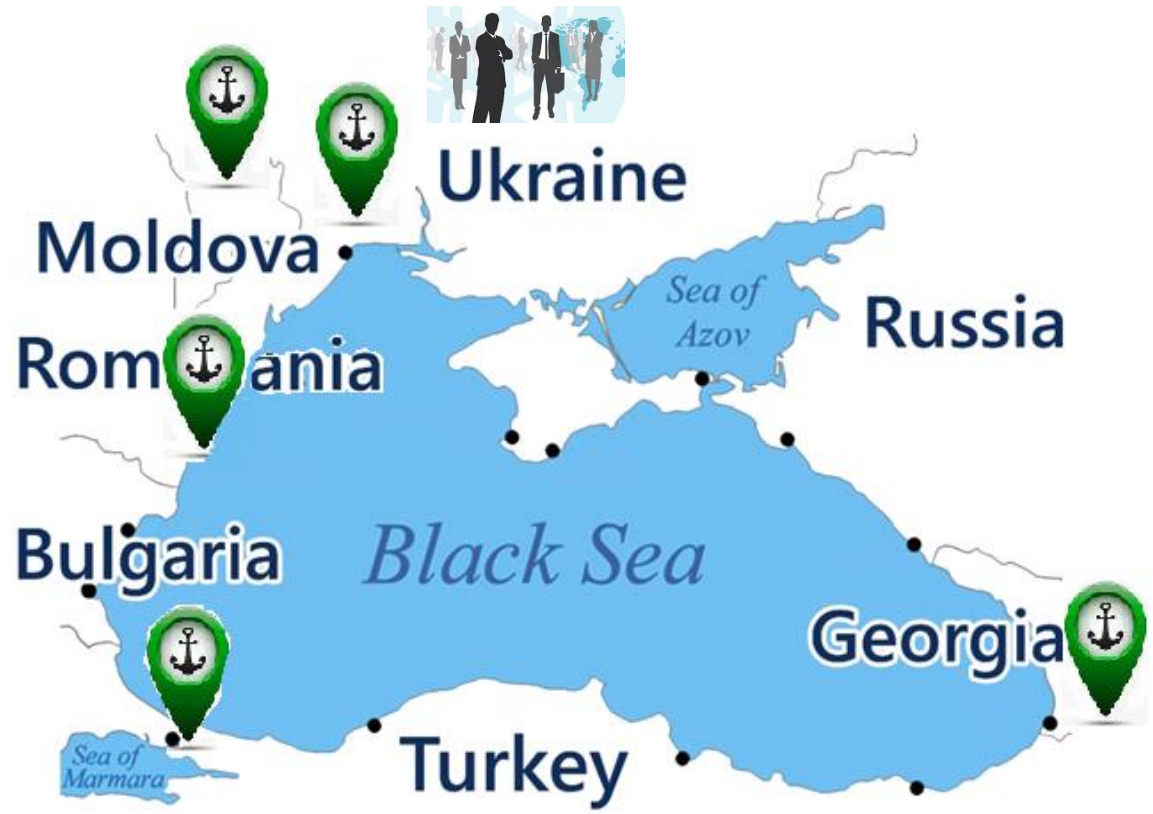 Ukraine
Moldova
Sea of
Azov
Russia
Romania
Bulgaria
Black Sea
Georgia
Turkey
Sea of
Marmara